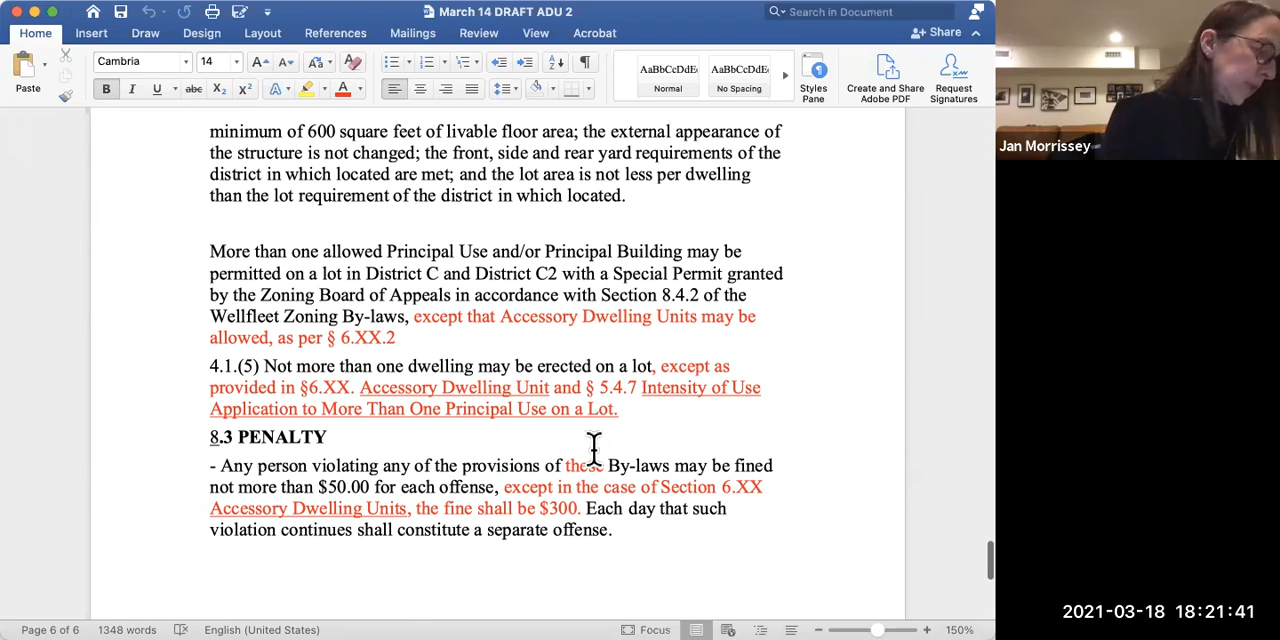 March 14 DRAFT ADU 2
Search in Document
Home Insert Draw Design Layout References Mailings Review View Acrobat Share
Paste
Cambria 14
B I U abc X2 X2 A A
AaBbCcDdE AaBbCcDdE
Normal No Spacing
Styles Pane
Create and Share Adobe PDF
Request Signatures
minimum of 600 square feet of livable floor area; the external appearance of
the structure is not changed; the front, side and rear yard requirements of the
district in which located are met; and the lot area is not less per dwelling
than the lot requirement of the district in which located.
More than one allowed Principal Use and/or Principal Building may be
permitted on a lot in District C and District C2 with a Special Permit granted
by the Zoning Board of Appeals in accordance with Section 8.4.2 of the
Wellfleet Zoning By-laws, except that Accessory Dwelling Units may be
allowed, as per § 6.XX.2
4.1.(5) Not more than one dwelling may be erected on a lot, except as
provided in §6.XX. Accessory Dwelling Unit and § 5.4.7 Intensity of Use
Application to More Than One Principal Use on a Lot.
8.3 PENALTY
- Any person violating any of the provisions of these By-laws may be fined
not more than $50.00 for each offense, except in the case of Section 6.XX
Accessory Dwelling Units, the fine shall be $300. Each day that such
violation continues shall constitute a separate offense.
Page 6 of 6 1348 words English (United States) Focus 150%
Jan Morrissey
2021-03-18 18:21:41